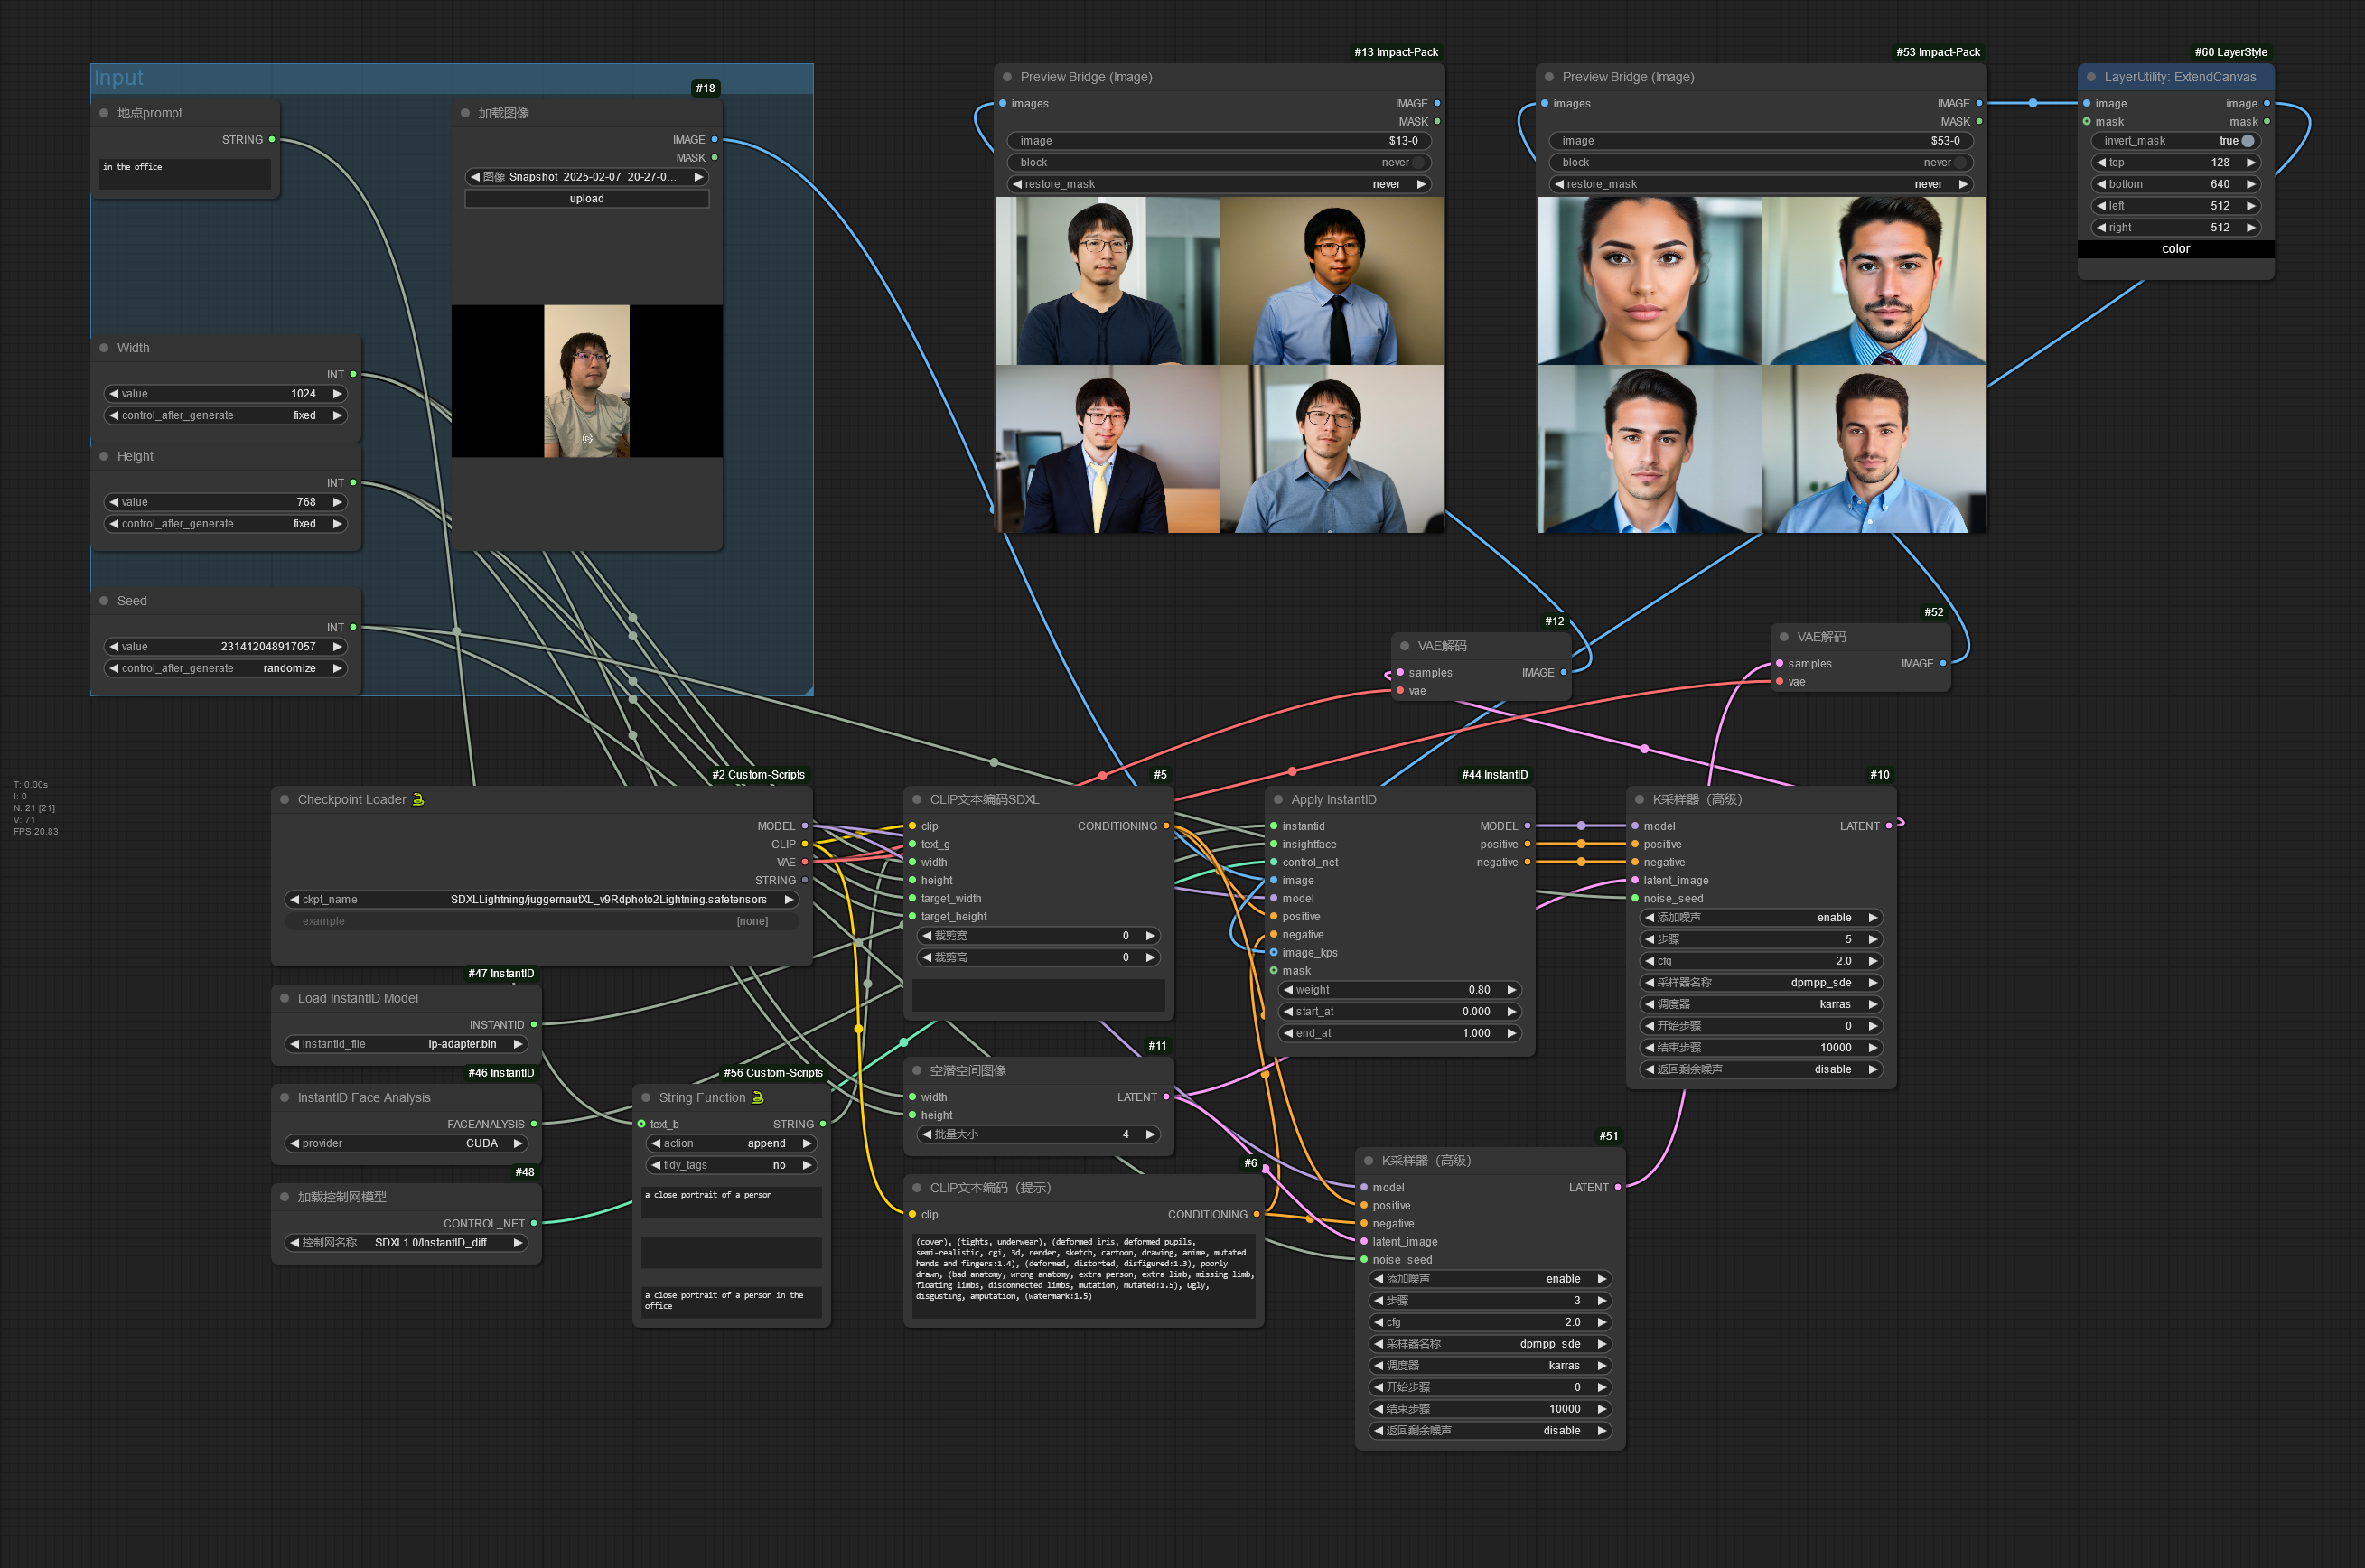 Input
地点prompt
STRING
in the office
#18
加载图像
IMAGE
MASK
图像 Snapshot_2025-02-07_20-27-0...
upload
Width
INT
value 1024
control_after_generate fixed
Height
INT
value 768
control_after_generate fixed
Seed
INT
value 231412048917057
control_after_generate randomize
#13 Impact-Pack
Preview Bridge (Image)
images IMAGE
MASK
image $13-0
block never
restore_mask never
#53 Impact-Pack
Preview Bridge (Image)
images IMAGE
MASK
image $53-0
block never
restore_mask never
#60 LayerStyle
LayerUtility: ExtendCanvas
image image
mask mask
invert_mask true
top 128
bottom 640
left 512
right 512
color
#12
VAE解码
samples IMAGE
vae
#52
VAE解码
samples IMAGE
vae
T: 0.00s
I: 0
N: 21 [21]
V: 71
FPS:20.83
#2 Custom-Scripts
Checkpoint Loader
MODEL
CLIP
VAE
STRING
ckpt_name SDXLLightning/juggernautXL_v9Rdphoto2Lightning.safetensors
example [none]
#47 InstantID
Load InstantID Model
INSTANTID
instantid_file ip-adapter.bin
#46 InstantID
InstantID Face Analysis
FACEANALYSIS
provider CUDA
#48
加载控制网模型
CONTROL_NET
控制网名称 SDXL1.0/InstantID_diff...
#56 Custom-Scripts
String Function
text_b STRING
action append
tidy_tags no
a close portrait of a person
a close portrait of a person in the
office
#5
CLIP文本编码SDXL
clip CONDITIONING
text_g
width
height
target_width
target_height
裁剪宽 0
裁剪高 0
#11
空潜空间图像
width LATENT
height
批量大小 4
#6
CLIP文本编码（提示）
clip CONDITIONING
(cover), (tights, underwear), (deformed iris, deformed pupils,
semi-realistic, cgi, 3d, render, sketch, cartoon, drawing, anime, mutated
hands and fingers:1.4), (deformed, distorted, disfigured:1.3), poorly
drawn, (bad anatomy, wrong anatomy, extra person, extra limb, missing limb,
floating limbs, disconnected limbs, mutation, mutated:1.5), ugly,
disgusting, amputation, (watermark:1.5)
#44 InstantID
Apply InstantID
instantid MODEL
insightface positive
control_net negative
image
model
positive
negative
image_kps
mask
weight 0.80
start_at 0.000
end_at 1.000
#10
K采样器（高级）
model LATENT
positive
negative
latent_image
noise_seed
添加噪声 enable
步骤 5
cfg 2.0
采样器名称 dpmpp_sde
调度器 karras
开始步骤 0
结束步骤 10000
返回剩余噪声 disable
#51
K采样器（高级）
model LATENT
positive
negative
latent_image
noise_seed
添加噪声 enable
步骤 3
cfg 2.0
采样器名称 dpmpp_sde
调度器 karras
开始步骤 0
结束步骤 10000
返回剩余噪声 disable